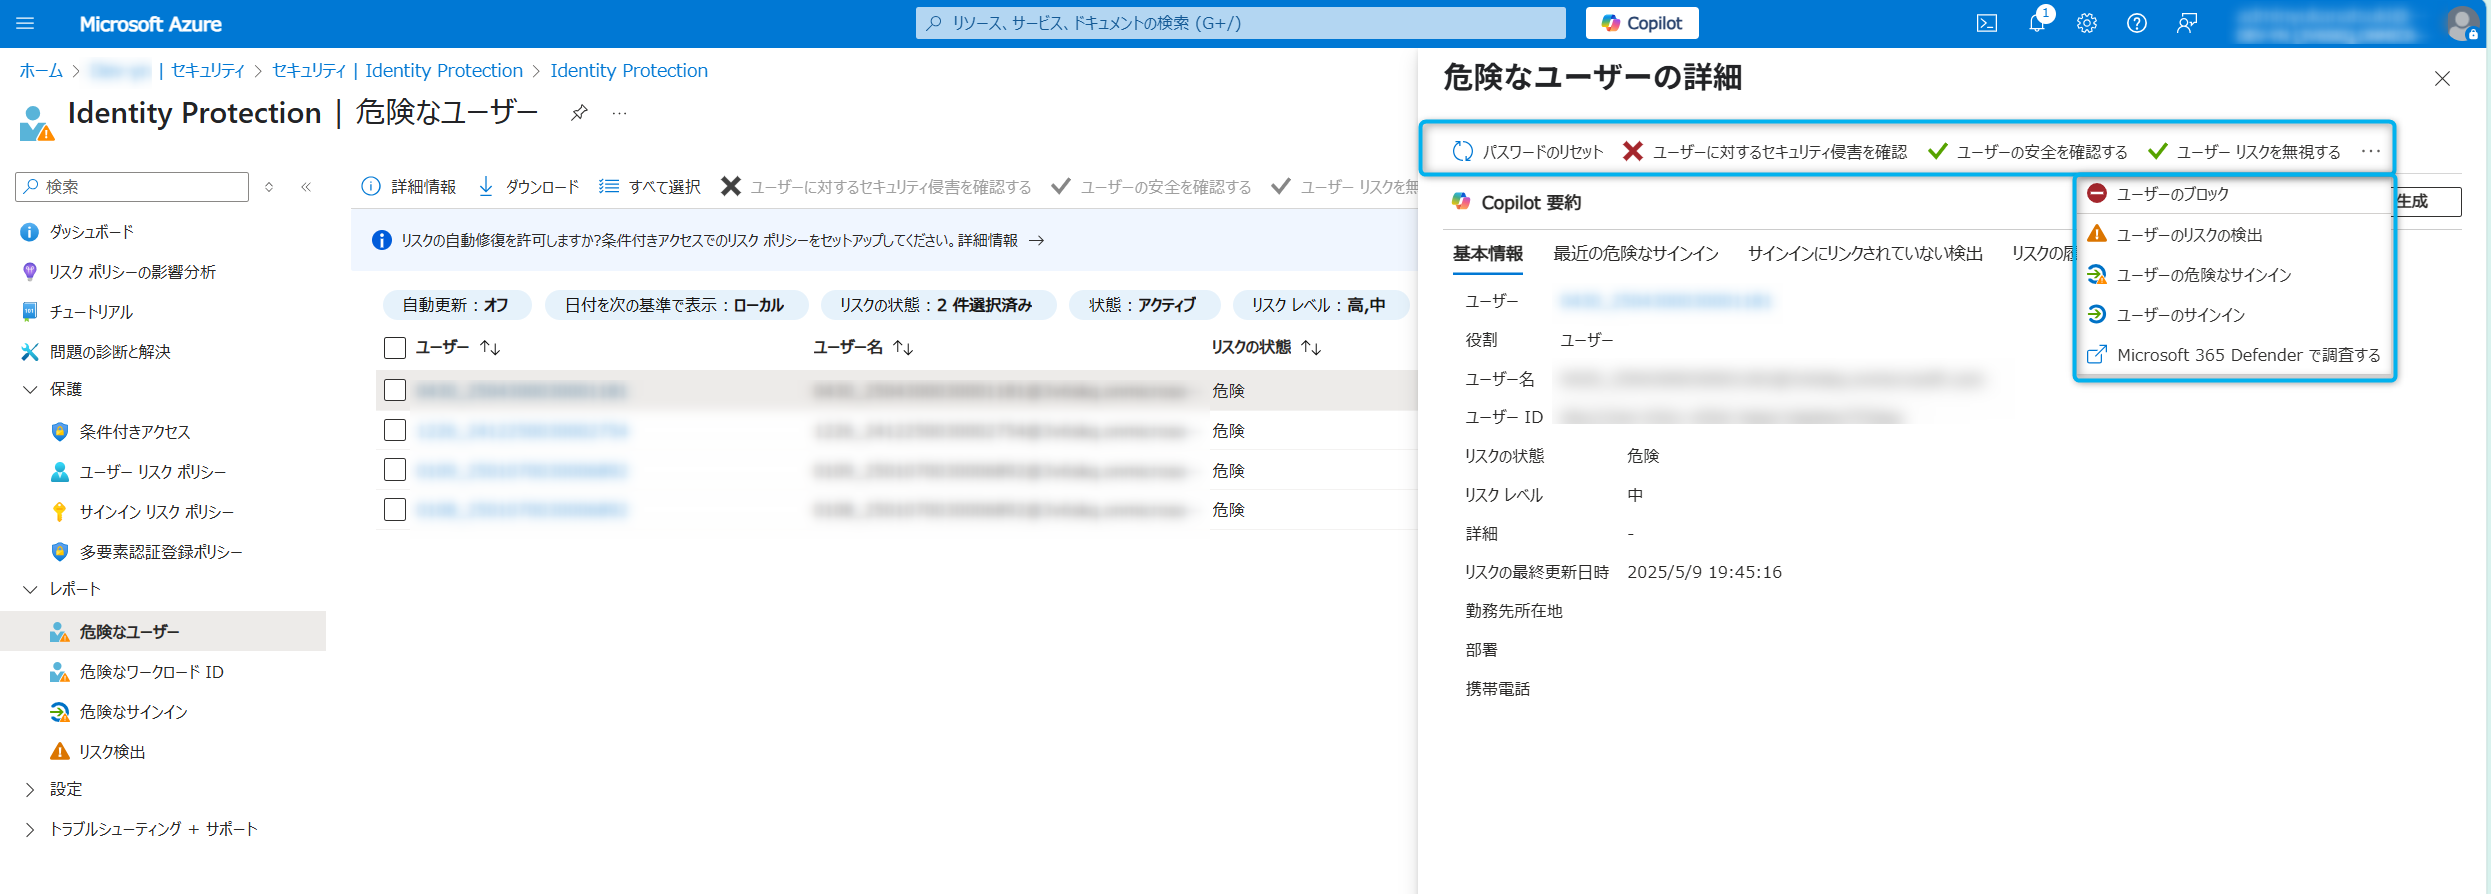 Microsoft Azure
リソース、サービス、ドキュメントの検索 (G+/)
Copilot
1
ホーム > | セキュリティ > セキュリティ | Identity Protection > Identity Protection
Identity Protection | 危険なユーザー
...
検索
ダッシュボード
リスク ポリシーの影響分析
チュートリアル
問題の診断と解決
保護
条件付きアクセス
ユーザー リスク ポリシー
サインイン リスク ポリシー
多要素認証登録ポリシー
レポート
危険なユーザー
危険なワークロード ID
危険なサインイン
リスク検出
設定
トラブルシューティング + サポート
詳細情報 ダウンロード すべて選択 ユーザーに対するセキュリティ侵害を確認する ユーザーの安全を確認する ユーザー リスクを無
リスクの自動修復を許可しますか?条件付きアクセスでのリスク ポリシーをセットアップしてください。詳細情報 →
自動更新 : オフ 日付を次の基準で表示 : ローカル リスクの状態 : 2 件選択済み 状態 : アクティブ リスク レベル : 高,中
ユーザー ↑↓ ユーザー名 ↑↓ リスクの状態 ↑↓
危険
危険
危険
危険
危険なユーザーの詳細
パスワードのリセット ユーザーに対するセキュリティ侵害を確認 ユーザーの安全を確認する ユーザー リスクを無視する ...
ユーザーのブロック
ユーザーのリスクの検出
ユーザーの危険なサインイン
ユーザーのサインイン
Microsoft 365 Defender で調査する
Copilot 要約
生成
基本情報 最近の危険なサインイン サインインにリンクされていない検出 リスクの
ユーザー
役割 ユーザー
ユーザー名
ユーザー ID
リスクの状態 危険
リスク レベル 中
詳細 -
リスクの最終更新日時 2025/5/9 19:45:16
勤務先所在地
部署
携帯電話